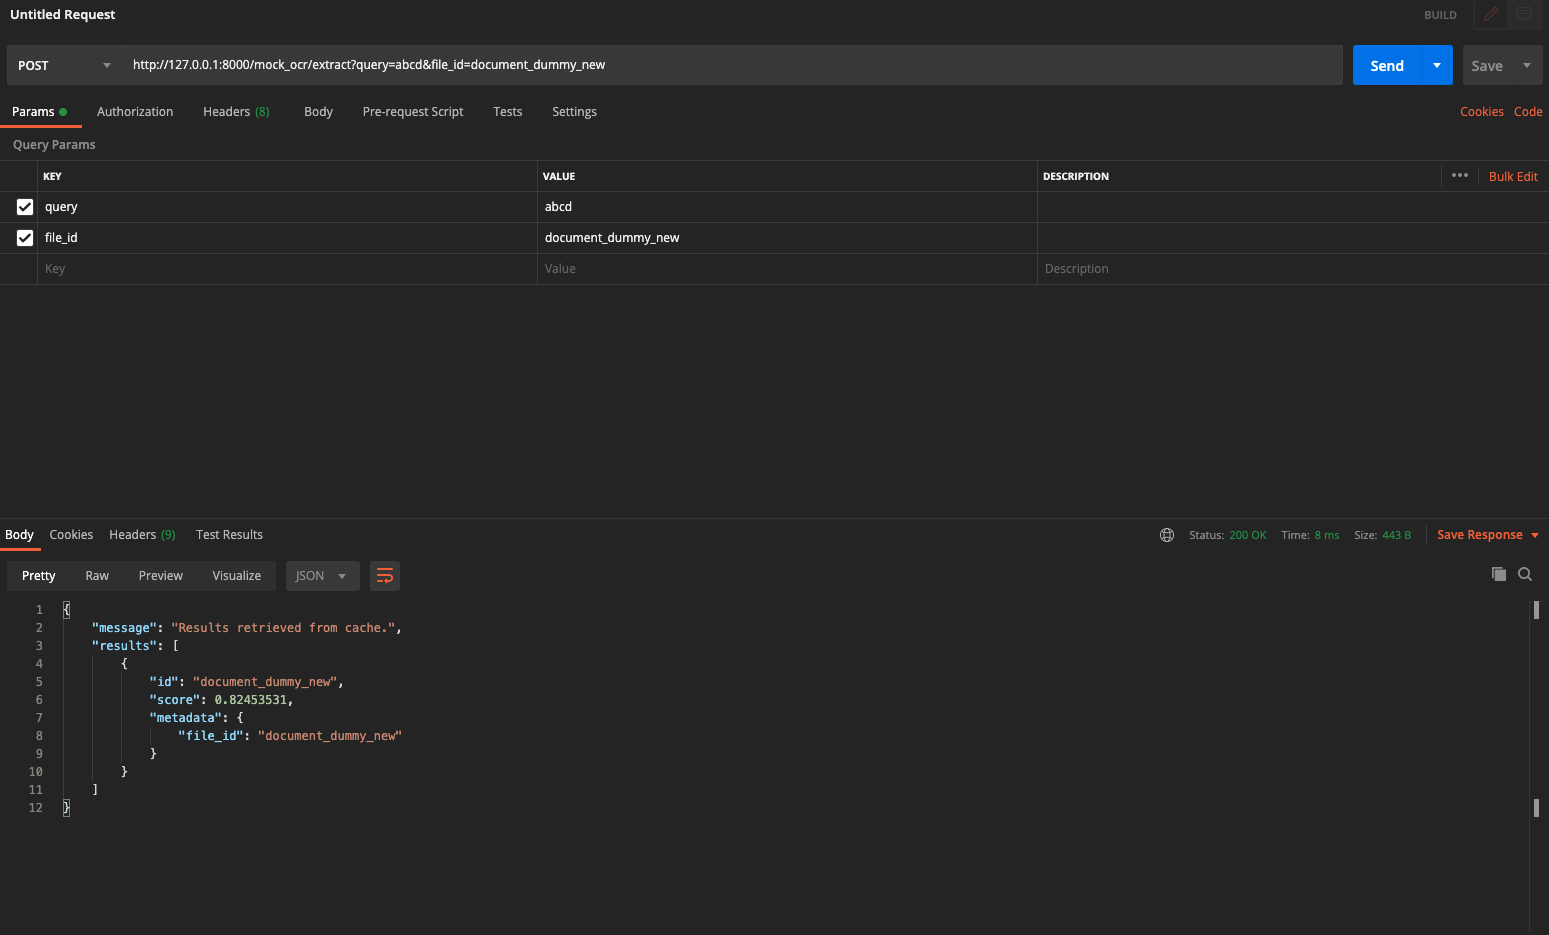 Untitled Request
BUILD
POST
http://127.0.0.1:8000/mock_ocr/extract?query=abcd&file_id=document_dummy_new
Send
Save
Params
Authorization
Headers (8)
Body
Pre-request Script
Tests
Settings
Cookies
Code
Query Params
KEY
VALUE
DESCRIPTION
Bulk Edit
query
abcd
file_id
document_dummy_new
Key
Value
Description
Body
Cookies
Headers (9)
Test Results
Status: 200 OK
Time: 8 ms
Size: 443 B
Save Response
Pretty
Raw
Preview
Visualize
JSON
1 {
2 "message": "Results retrieved from cache.",
3 "results": [
4 {
5 "id": "document_dummy_new",
6 "score": 0.82453531,
7 "metadata": {
8 "file_id": "document_dummy_new"
9 }
10 }
11 ]
12 }